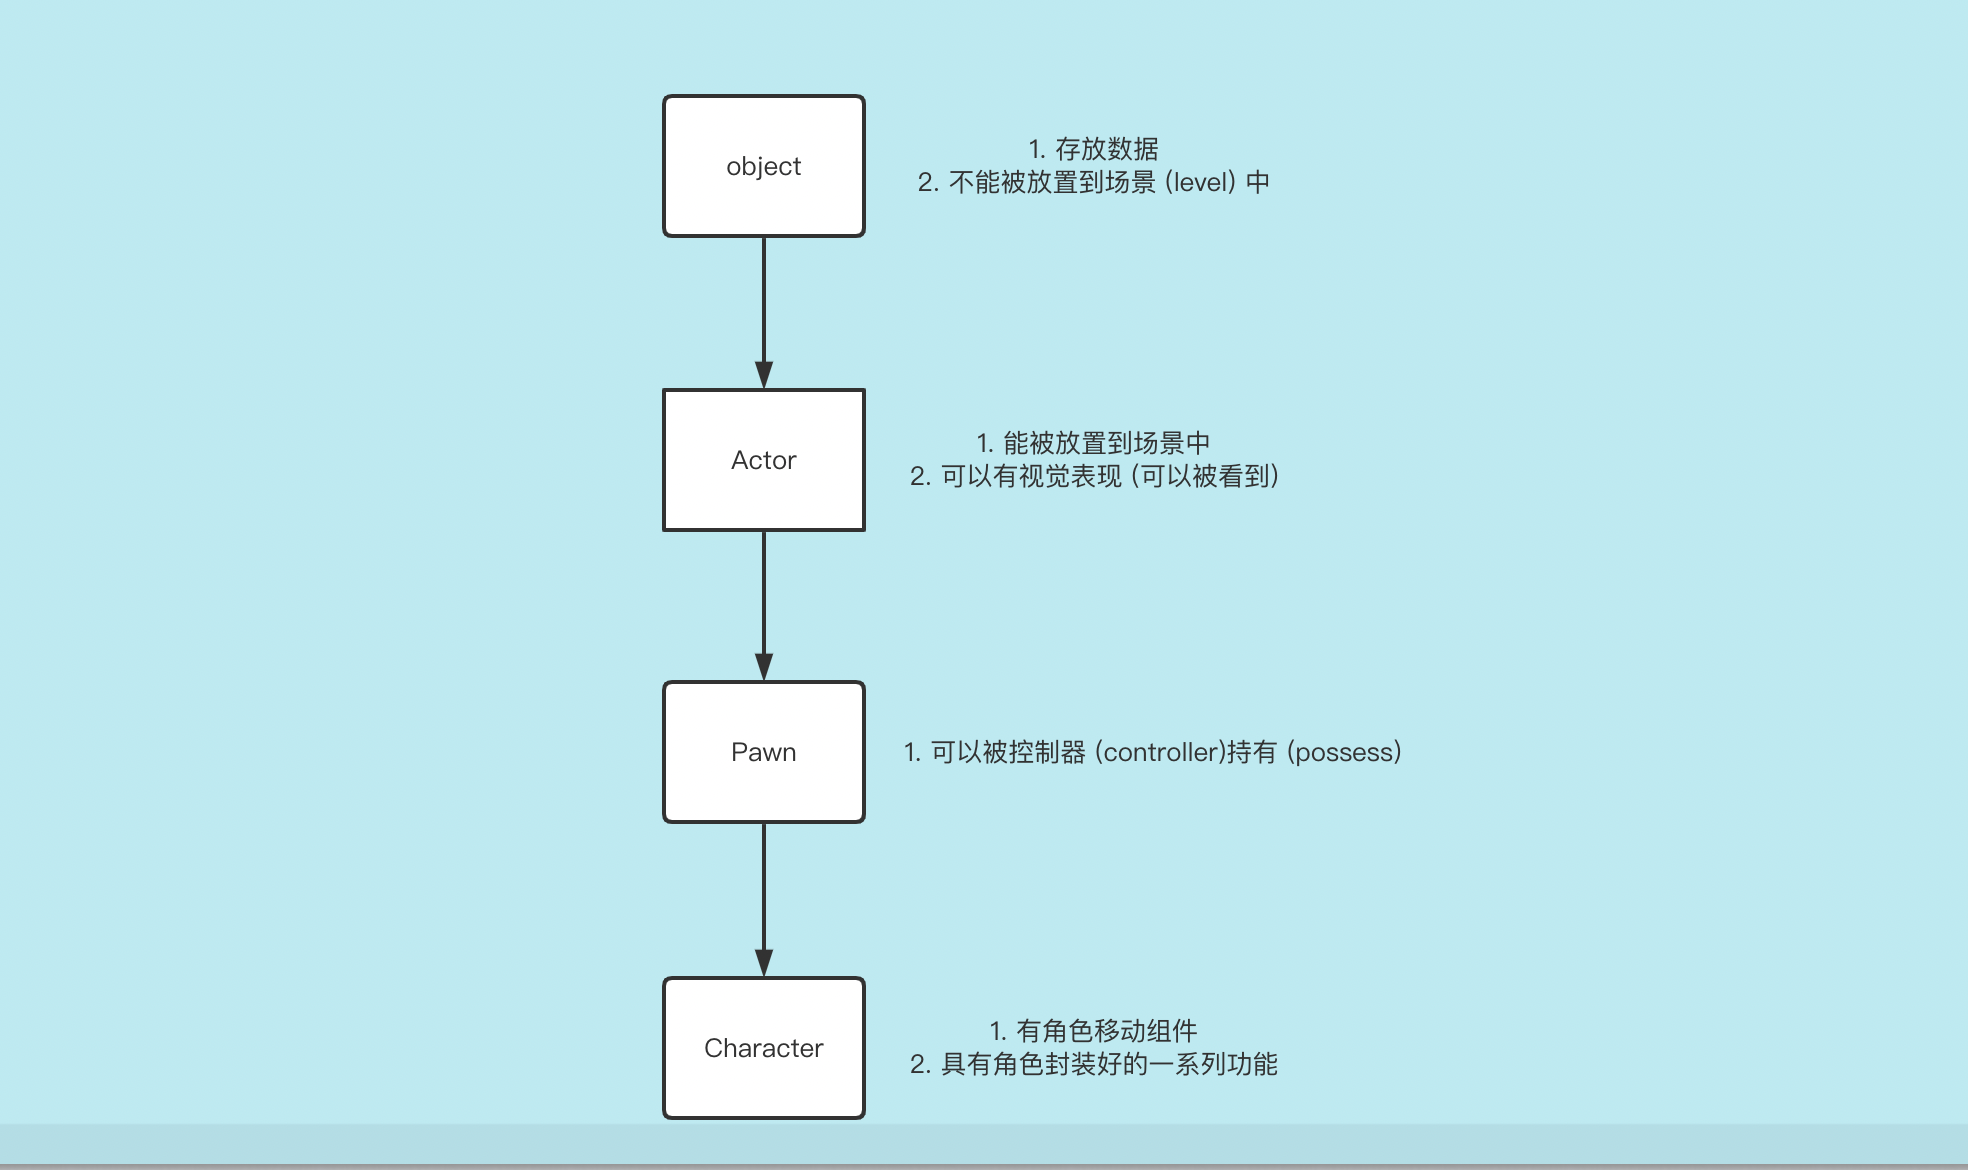 object
1. 存放数据
2. 不能被放置到场景 (level) 中
Actor
1. 能被放置到场景中
2. 可以有视觉表现 (可以被看到)
Pawn
1. 可以被控制器 (controller)持有 (possess)
Character
1. 有角色移动组件
2. 具有角色封装好的一系列功能